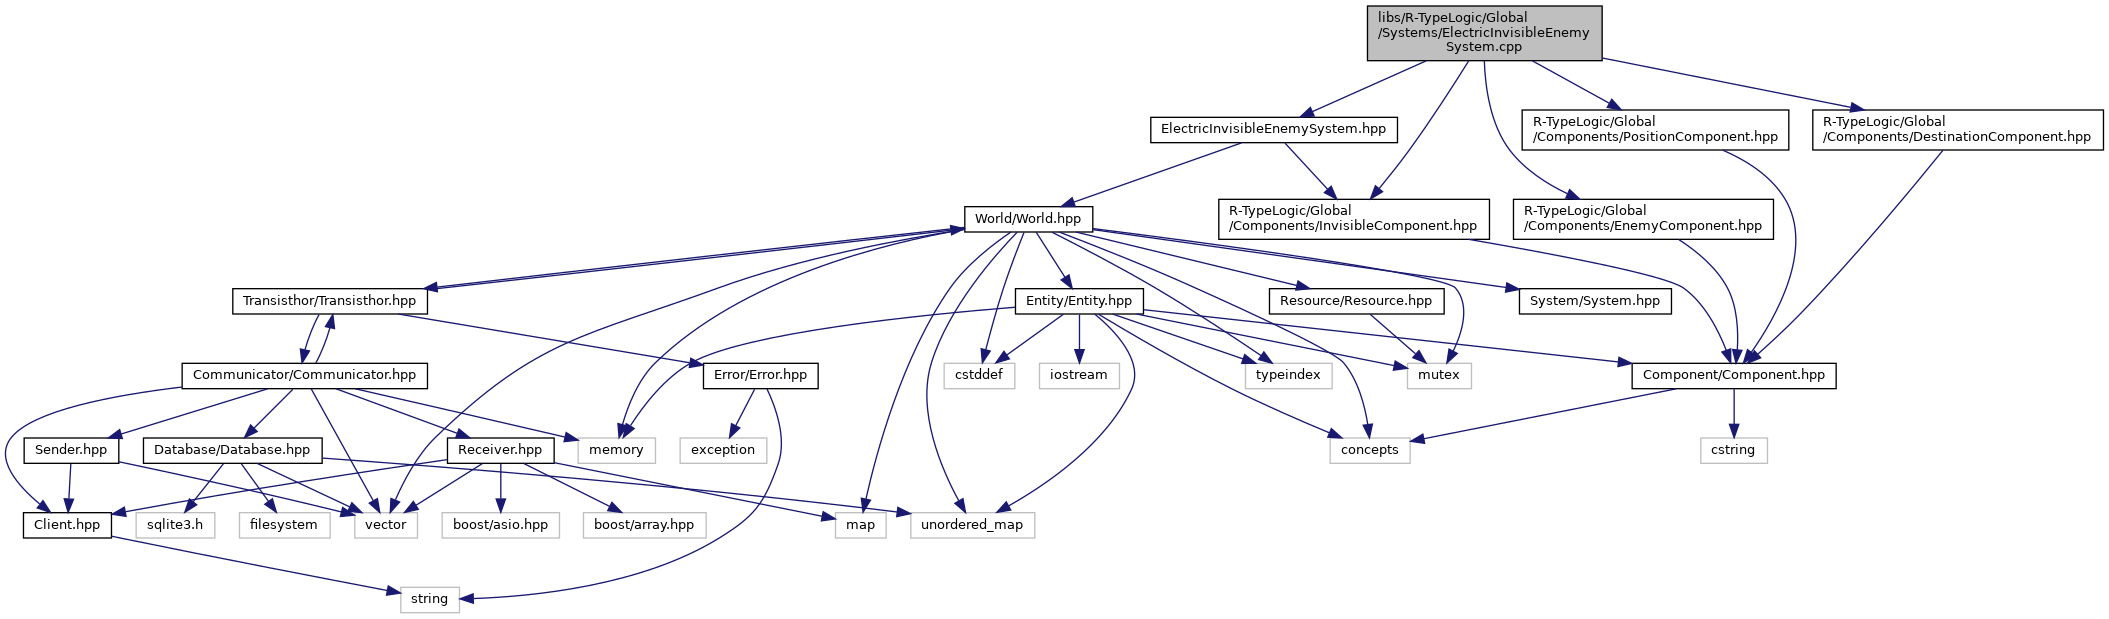 libs/R-TypeLogic/Global
/Systems/ElectricInvisibleEnemy
System.cpp
ElectricInvisibleEnemySystem.hpp
R-TypeLogic/Global
/Components/PositionComponent.hpp
R-TypeLogic/Global
/Components/DestinationComponent.hpp
World/World.hpp
R-TypeLogic/Global
/Components/InvisibleComponent.hpp
R-TypeLogic/Global
/Components/EnemyComponent.hpp
Transisthor/Transisthor.hpp
Entity/Entity.hpp
Resource/Resource.hpp
System/System.hpp
Communicator/Communicator.hpp
Error/Error.hpp
cstddef
iostream
typeindex
mutex
Component/Component.hpp
Sender.hpp
Database/Database.hpp
Receiver.hpp
memory
exception
concepts
cstring
Client.hpp
sqlite3.h
filesystem
vector
boost/asio.hpp
boost/array.hpp
map
unordered_map
string